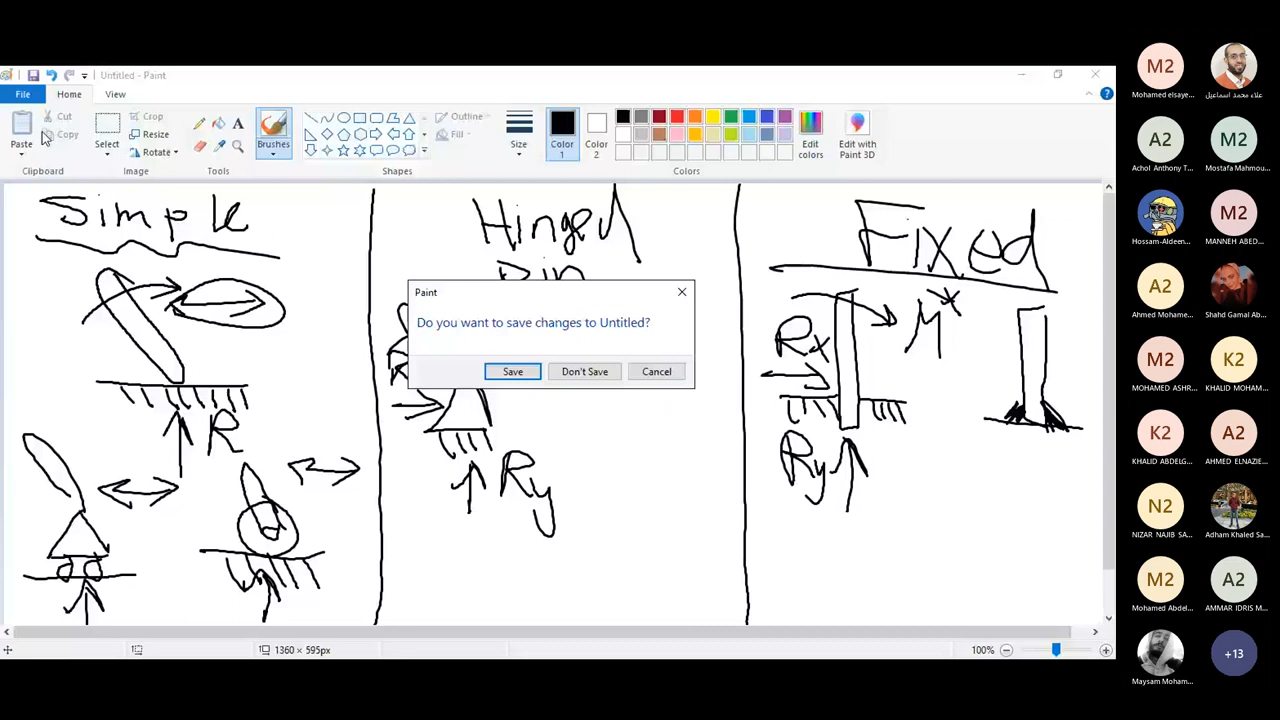 Untitled - Paint
File Home View
Paste
Cut
Copy
Clipboard
Select
Crop
Resize
Rotate
Image
Tools
A
Brushes
Shapes
Outline
Fill
Size
Color 1
Color 2
Colors
Edit colors
Edit with Paint 3D
Simple
R
Hinged
Pin
Ry
Fixed
Rx
M*
Ry
Paint
Do you want to save changes to Untitled?
Save Don't Save Cancel
1360 × 595px
100%
M2
Mohamed elsaye...
علاء محمد اسماعيل
A2 M2
Achol Anthony T... Mostafa Mahmou...
M2
Hossam-Aldeen... MANNEH ABED...
A2
Ahmed Mohame... Shahd Gamal Ab...
M2 K2
MOHAMED ASHR... KHALID MOHAM...
K2 A2
KHALID ABDELG... AHMED ELNAZIE...
N2
NIZAR NAJIB SA... Adham Khaled Sa...
M2 A2
Mohamed Abdel... AMMAR IDRIS M...
+13
Maysam Moham...